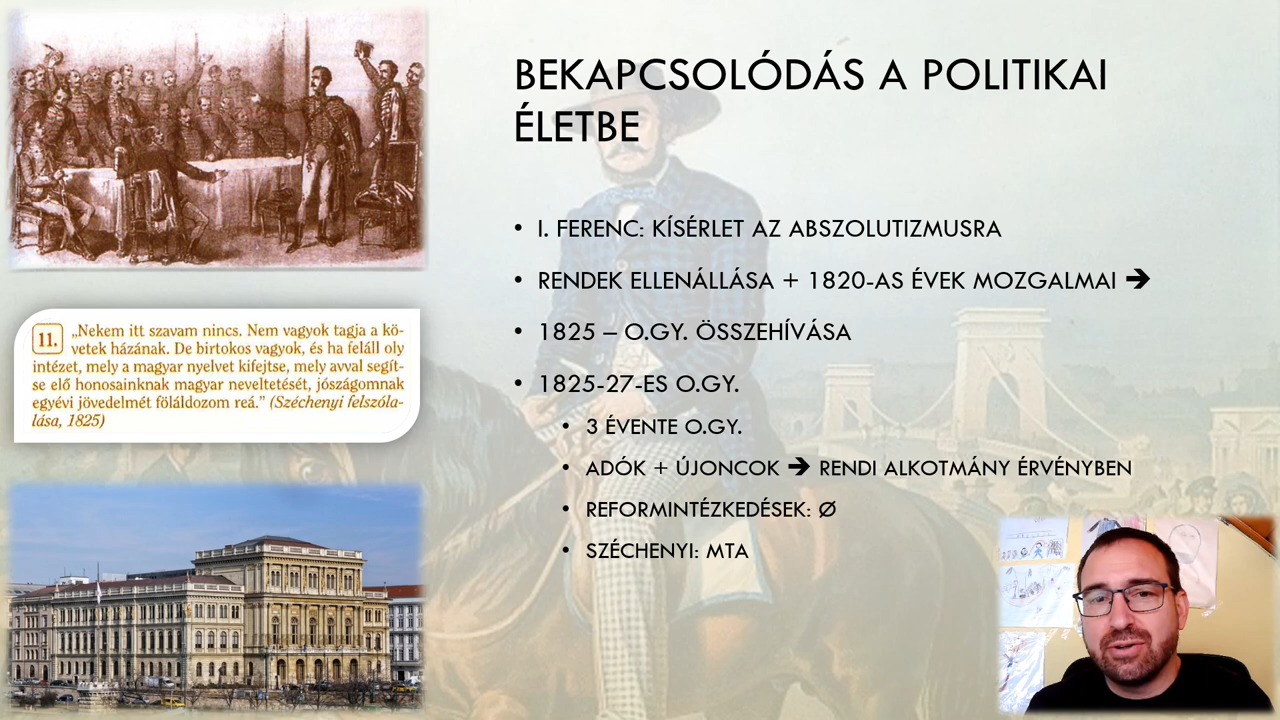 BEKAPCSOLÓDÁS A POLITIKAI
ÉLETBE
• I. FERENC: KÍSÉRLET AZ ABSZOLUTIZMUSRA
• RENDEK ELLENÁLLÁSA + 1820-AS ÉVEK MOZGALMAI 🡺
• 1825 – O.GY. ÖSSZEHÍVÁSA
• 1825-27-ES O.GY.
• 3 ÉVENTE O.GY.
• ADÓK + ÚJONCOK 🡺 RENDI ALKOTMÁNY ÉRVÉNYBEN
• REFORMINTÉZKEDÉSEK: Ø
• SZÉCHENYI: MTA
11. „Nekem itt szavam nincs. Nem vagyok tagja a kö-
vetek házának. De birtokos vagyok, és ha feláll oly
intézet, mely a magyar nyelvet kifejtse, mely avval segít-
se elő honosainknak magyar neveltetését, jószágomnak
egyévi jövedelmét föláldozom reá.” (Széchenyi felszóla-
lása, 1825)